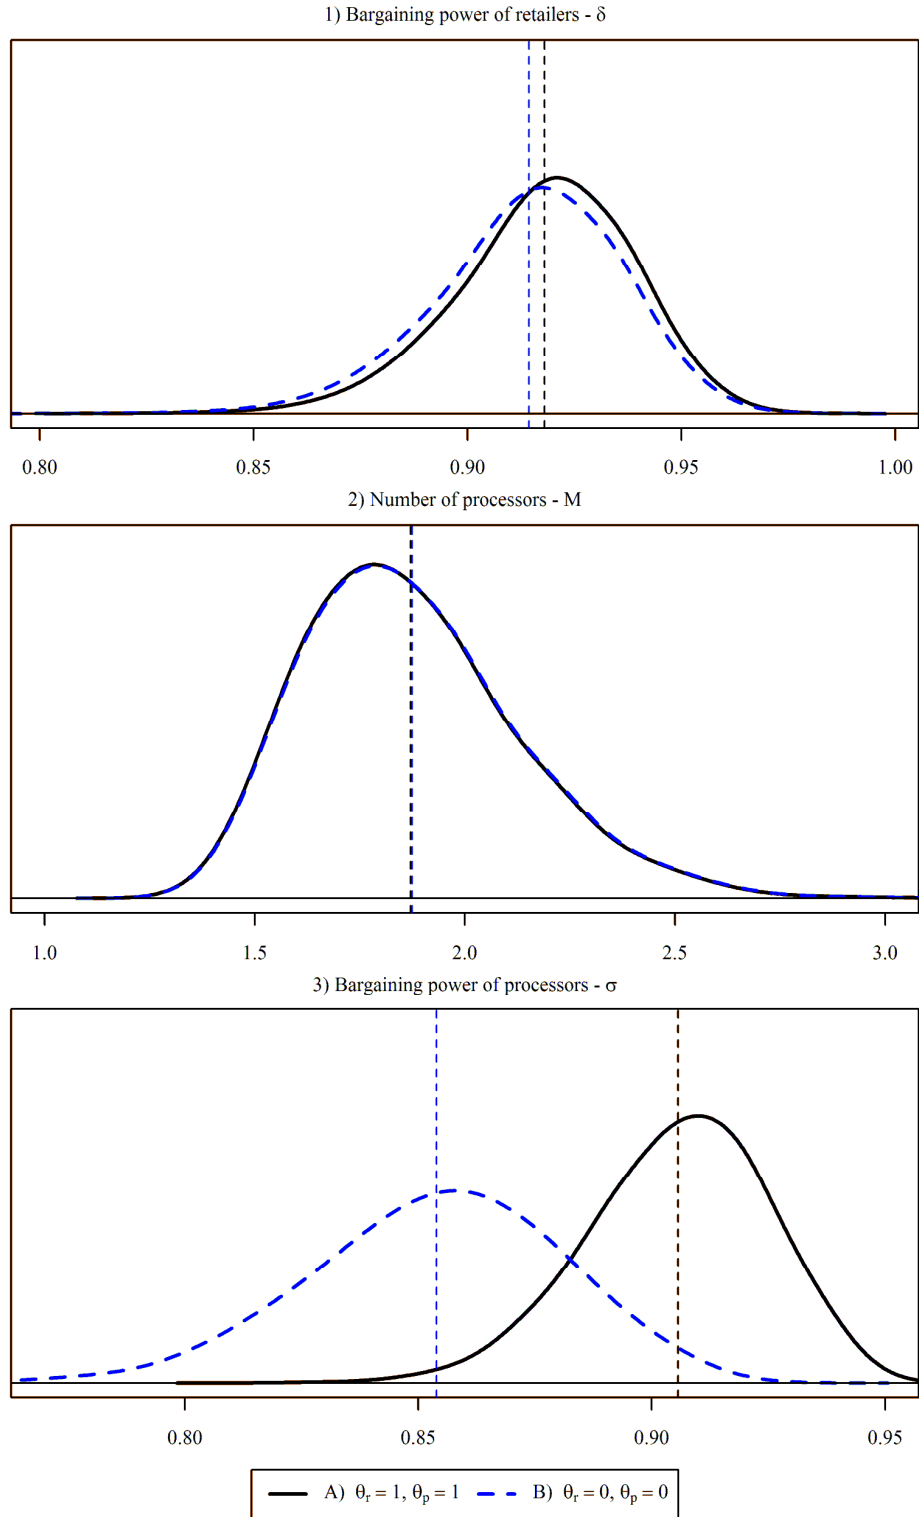 1) Bargaining power of retailers - δ
0.80 0.85 0.90 0.95 1.00
2) Number of processors - M
1.0 1.5 2.0 2.5 3.0
3) Bargaining power of processors - σ
0.80 0.85 0.90 0.95
A) θr = 1, θp = 1 B) θr = 0, θp = 0